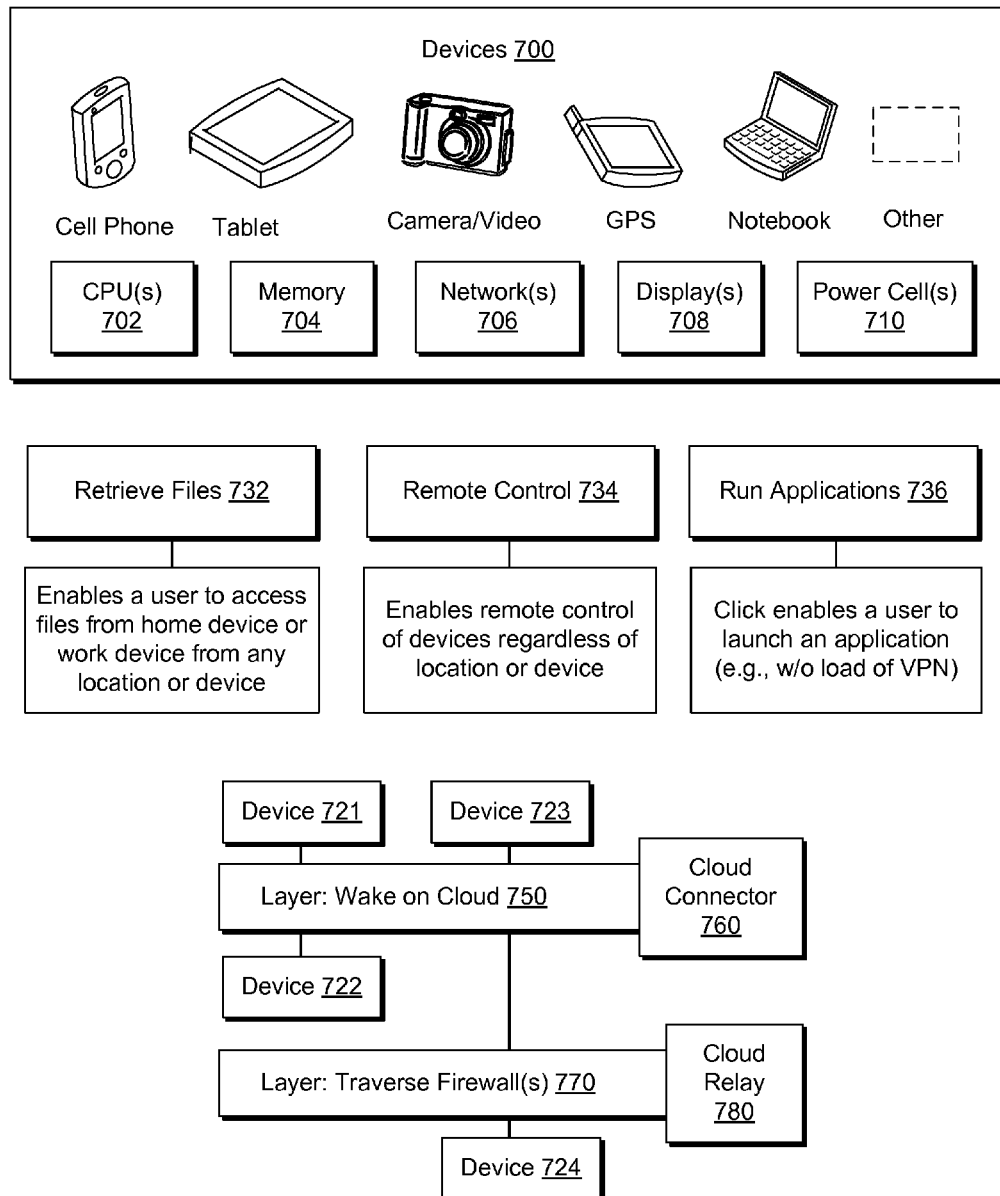 Devices 700
Cell Phone
Tablet
Camera/Video
GPS
Notebook
Other
CPU(s)
702
Memory
704
Network(s)
706
Display(s)
708
Power Cell(s)
710
Retrieve Files 732
Remote Control 734
Run Applications 736
Enables a user to access
files from home device or
work device from any
location or device
Enables remote control
of devices regardless of
location or device
Click enables a user to
launch an application
(e.g., w/o load of VPN)
Device 721
Device 723
Layer: Wake on Cloud 750
Cloud
Connector
760
Device 722
Layer: Traverse Firewall(s) 770
Cloud
Relay
780
Device 724